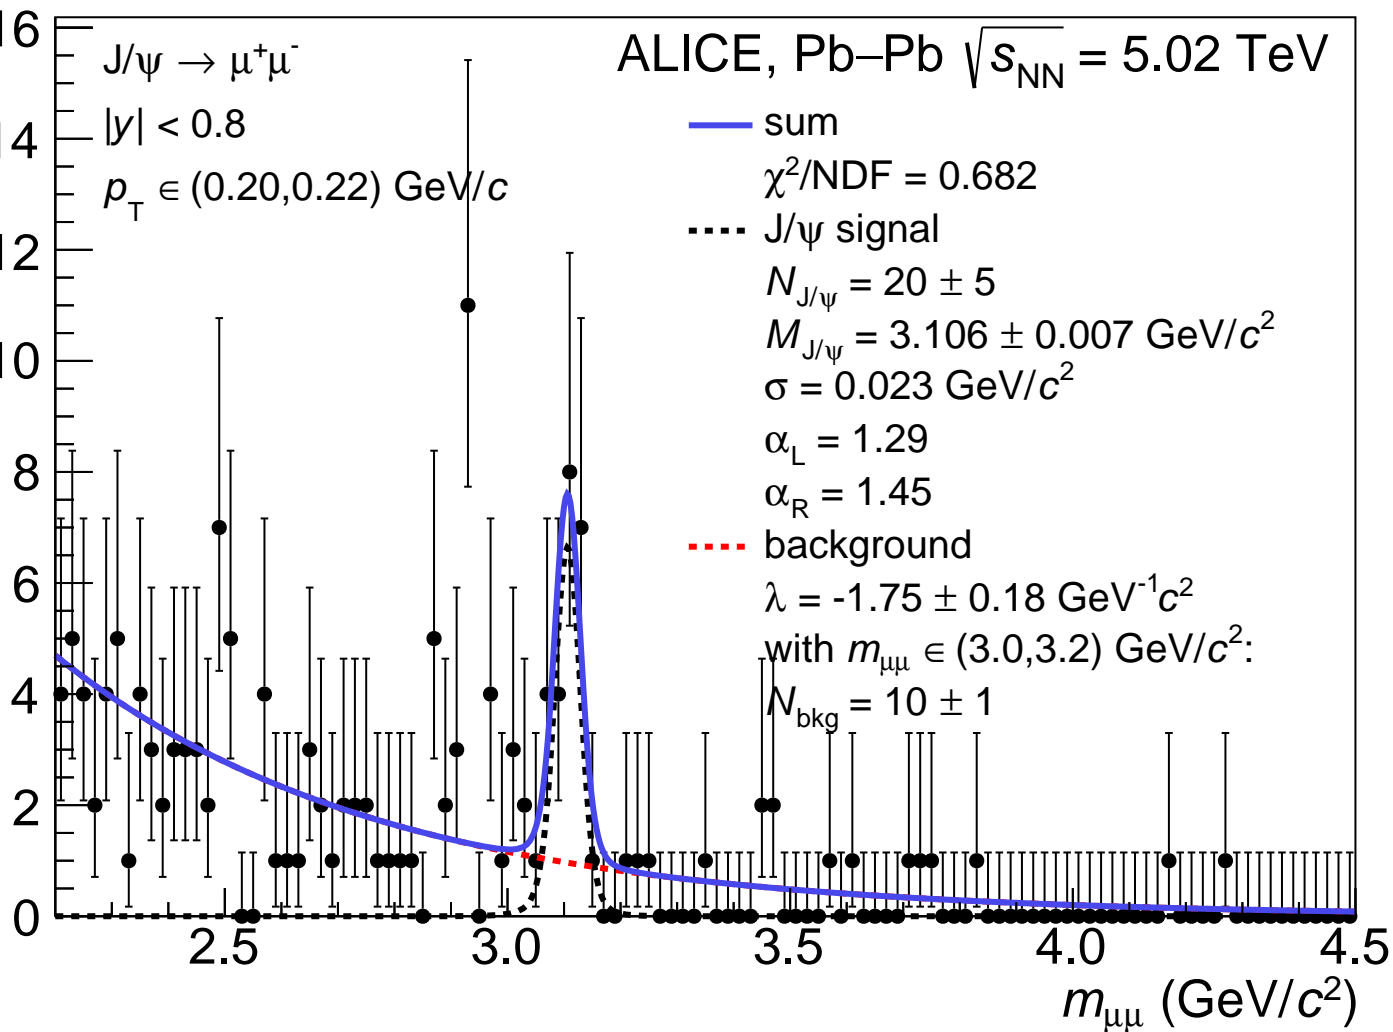 ALICE, Pb–Pb √sNN = 5.02 TeV
J/ψ → μ+μ-
|y| < 0.8
pT ∈ (0.20,0.22) GeV/c
sum
χ2/NDF = 0.682
J/ψ signal
NJ/ψ = 20 ± 5
MJ/ψ = 3.106 ± 0.007 GeV/c2
σ = 0.023 GeV/c2
αL = 1.29
αR = 1.45
background
λ = -1.75 ± 0.18 GeV-1c2
with mμμ ∈ (3.0,3.2) GeV/c2:
Nbkg = 10 ± 1
16
14
12
10
8
6
4
2
0
2.5 3.0 3.5 4.0 4.5
mμμ (GeV/c2)